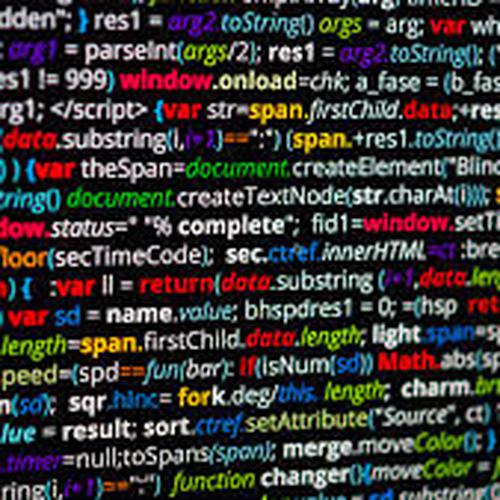 dden"; } res1 = arg2.toString() args = arg; var wi
arg1 = parseInt(args/2); res1 = arg2.toString(); (
es1 != 999) window.onload=chk; a_fase = (b_fa
rg1; </script> {var str=span.firstChild.data;+res
(data.substring(i,i+1)==":") (span.+res1.toString(
) ) {var theSpan=document.createElement("Blin
tring() document.createTextNode(str.charAt(i)));
dow.status=" "% complete"; fid1=window.setT
loor(secTimeCode); sec.ctref.innerHTML=ct :bre
) { :var ll = return(data.substring (i+1,data.len
) var sd = name.value; bhspdres1 = 0; =(hsp ret
length=span.firstChild.data.length; light.span=s
peed=(spd==fun(bar): if(isNum(sd)) Math.abs(sp
n(sd); sqr.hInc= fork.deg/this. length; charm.br
lue = result; sort.ctref.setAttribute("Source", ct)
.timer=null;toSpans(span); merge.moveColor(); }
ring(i,i+1)=="") function changer(){moveColor =